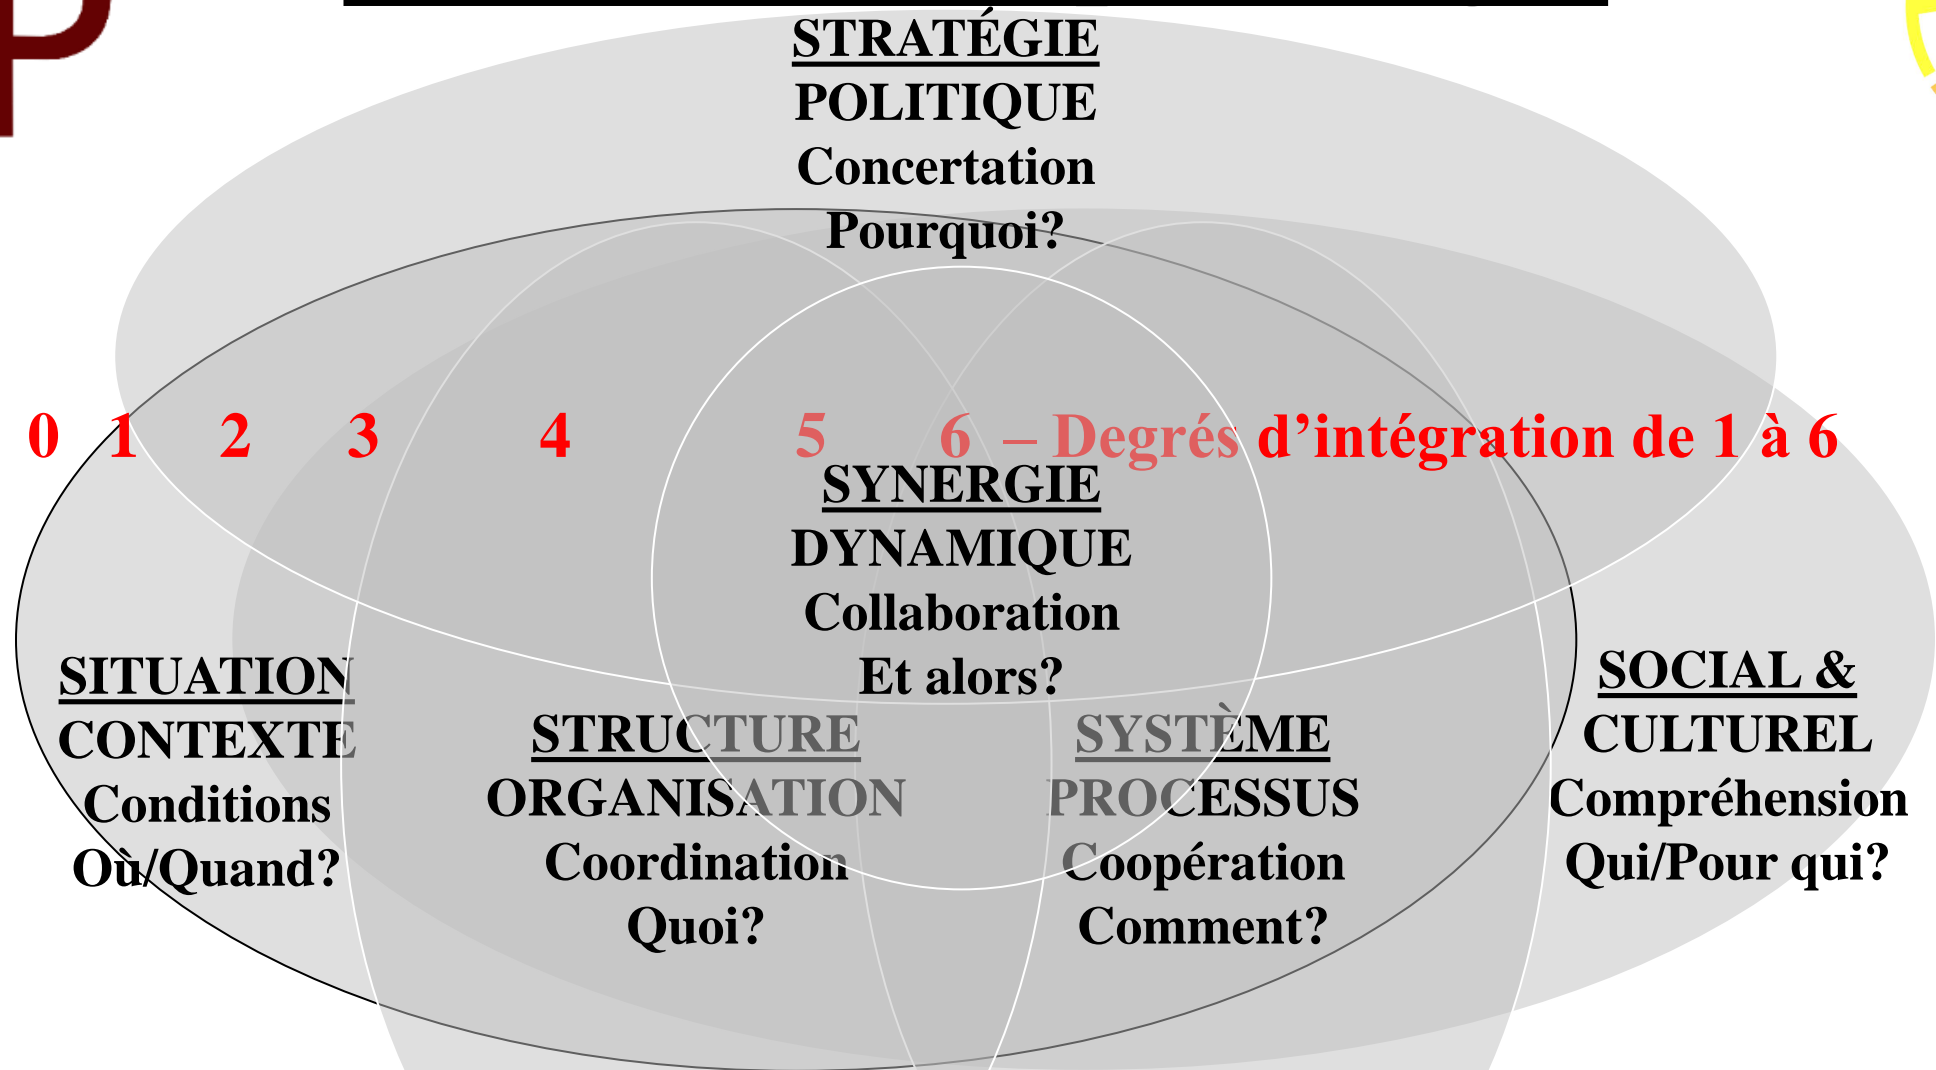 STRATÉGIE
POLITIQUE
Concertation
Pourquoi?
0 1 2 3 4 5 6 – Degrés d’intégration de 1 à 6
SYNERGIE
DYNAMIQUE
Collaboration
Et alors?
SITUATION
CONTEXTE
Conditions
Où/Quand?
STRUCTURE
ORGANISATION
Coordination
Quoi?
SYSTÈME
PROCESSUS
Coopération
Comment?
SOCIAL &
CULTUREL
Compréhension
Qui/Pour qui?